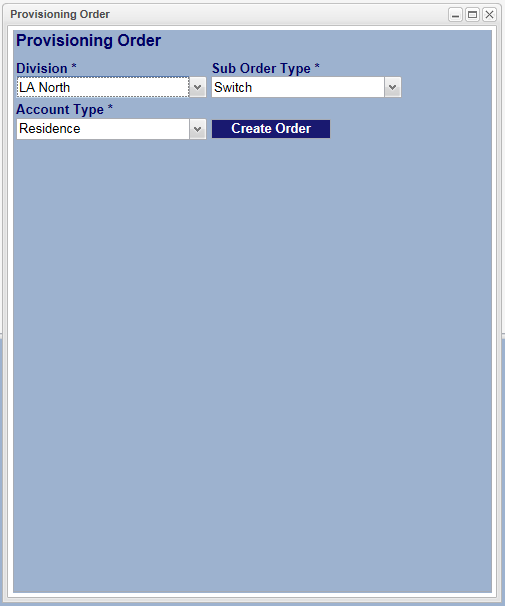 Provisioning Order
Provisioning Order
Division * Sub Order Type *
LA North Switch
Account Type *
Residence Create Order